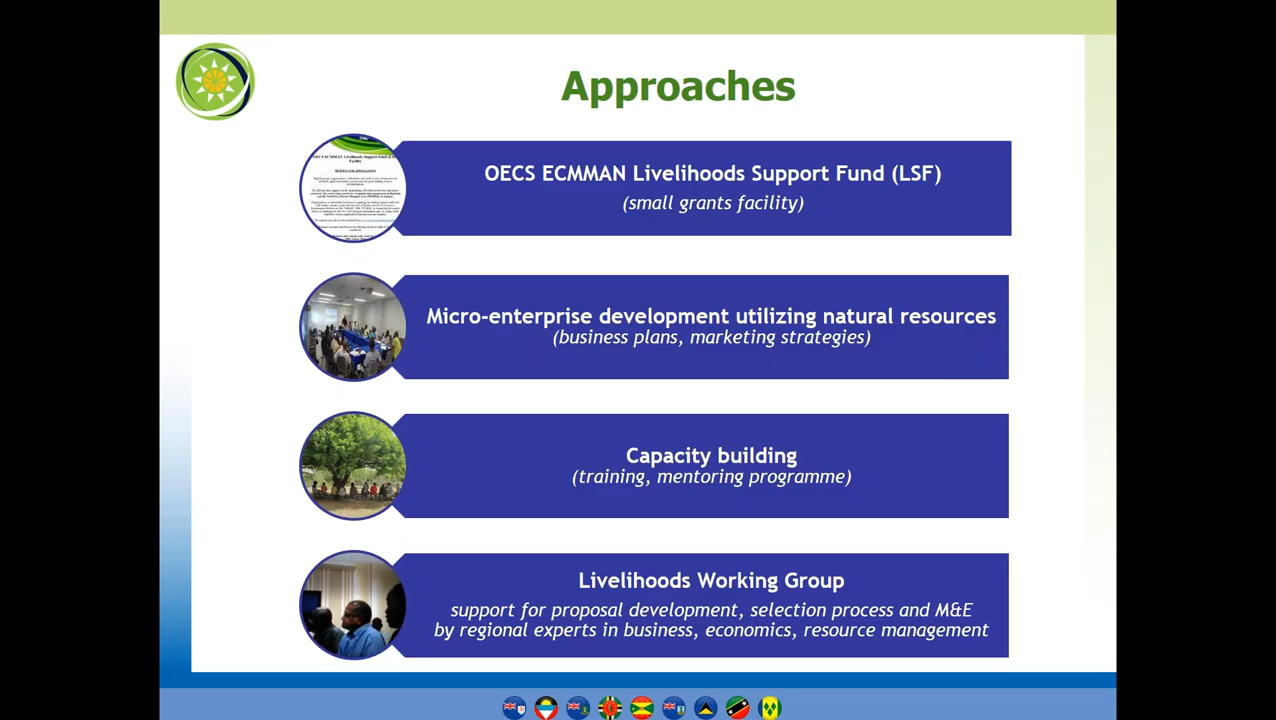 Approaches
OECS ECMMAN Livelihoods Support Fund (LSF)
(small grants facility)
Micro-enterprise development utilizing natural resources
(business plans, marketing strategies)
Capacity building
(training, mentoring programme)
Livelihoods Working Group
support for proposal development, selection process and M&E
by regional experts in business, economics, resource management